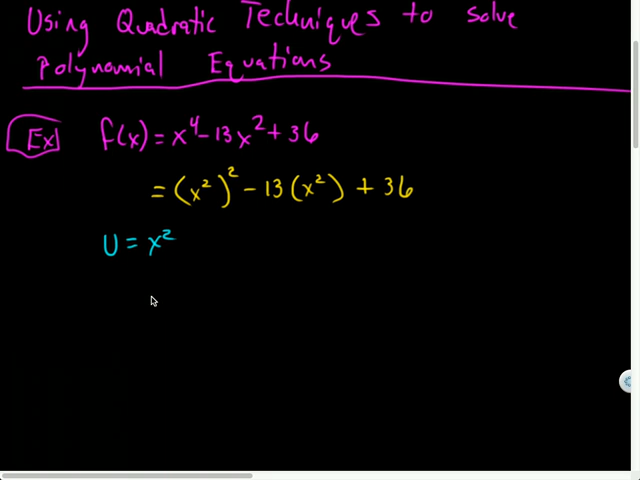 Using Quadratic Techniques to solve
Polynomial Equations
Ex f(x) = x⁴ - 13x² + 36
= (x²)² - 13(x²) + 36
U = x²